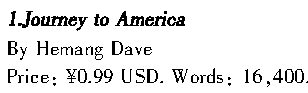 1.Journey to America
By Hemang Dave
Price: ¥0.99 USD. Words: 16,400.